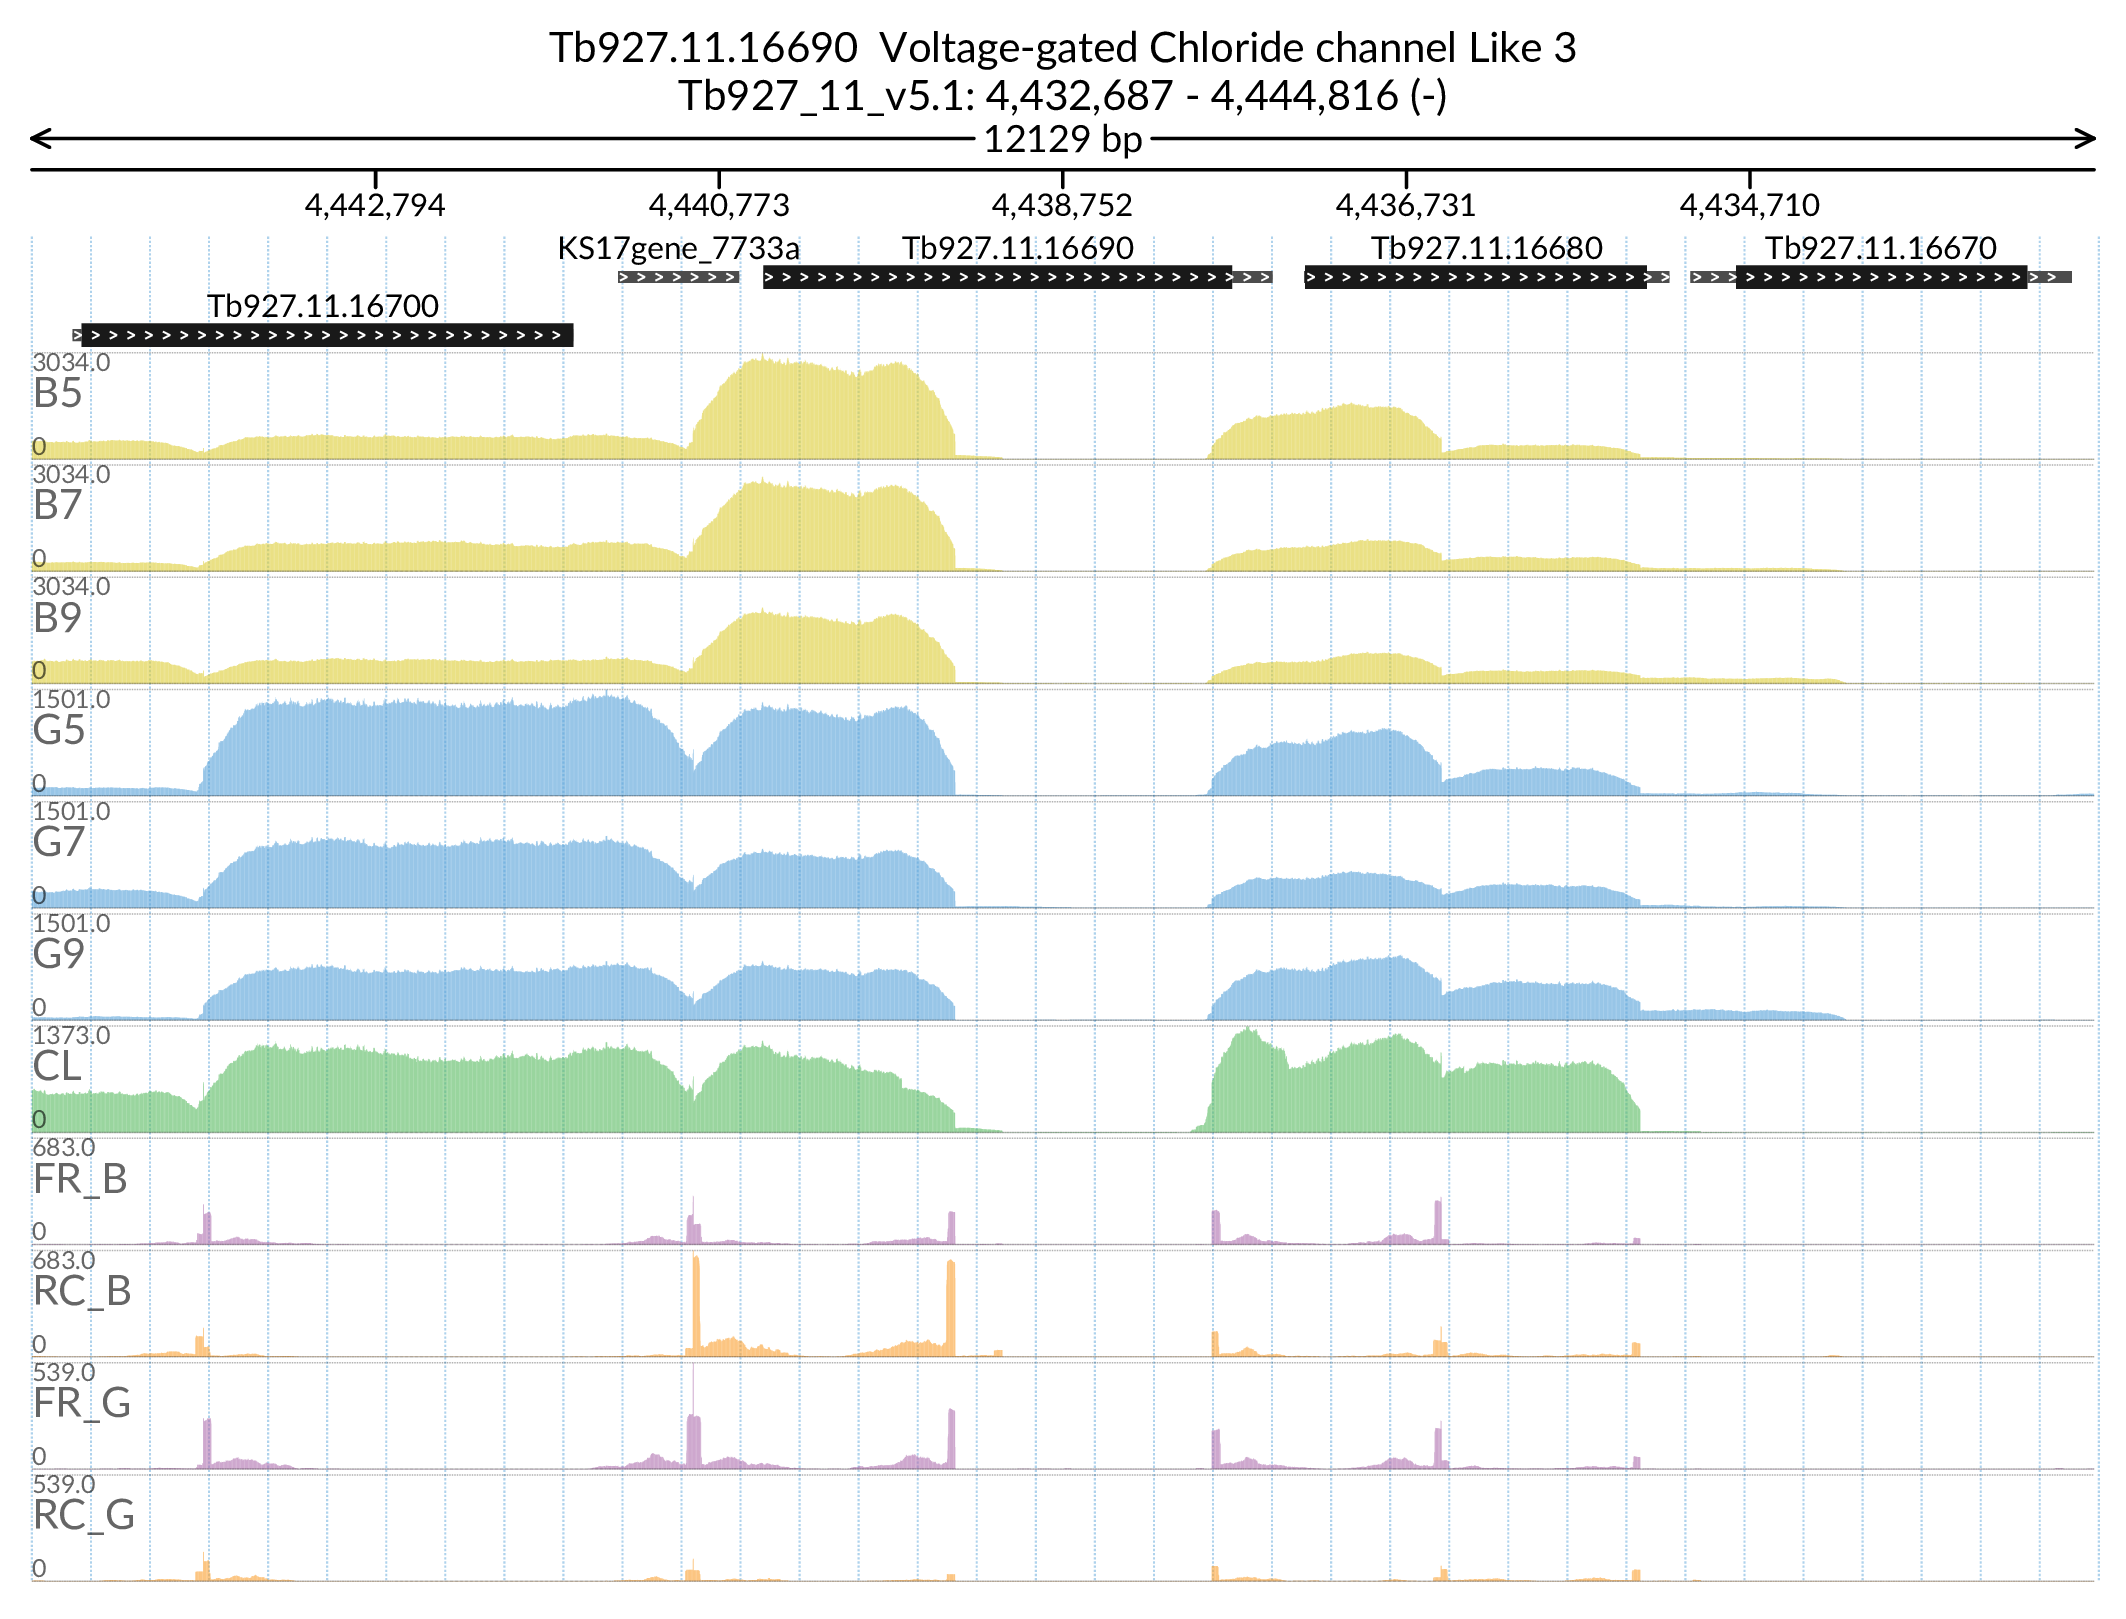 Tb927.11.16690  Voltage-gated Chloride channel Like 3
Tb927_11_v5.1: 4,432,687 - 4,444,816 (-)
12129 bp
4,442,794 4,440,773 4,438,752 4,436,731 4,434,710
KS17gene_7733a Tb927.11.16690 Tb927.11.16680 Tb927.11.16670
Tb927.11.16700
3034.0
B5
0
3034.0
B7
0
3034.0
B9
0
1501.0
G5
0
1501.0
G7
0
1501.0
G9
0
1373.0
CL
0
683.0
FR_B
0
683.0
RC_B
0
539.0
FR_G
0
539.0
RC_G
0